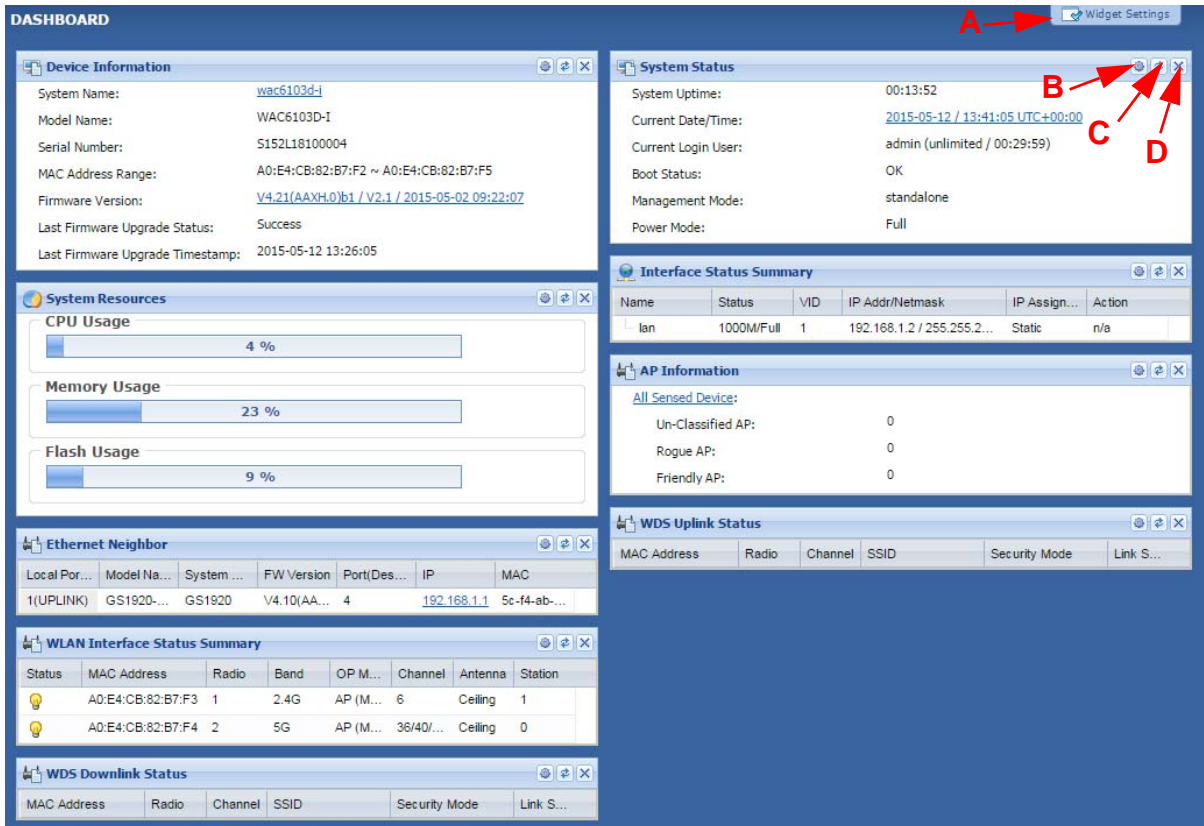 DASHBOARD
A
Widget Settings
Device Information
System Name: wac6103d-i
Model Name: WAC6103D-I
Serial Number: S152L18100004
MAC Address Range: A0:E4:CB:82:B7:F2 ~ A0:E4:CB:82:B7:F5
Firmware Version: V4.21(AAXH.0)b1 / V2.1 / 2015-05-02 09:22:07
Last Firmware Upgrade Status: Success
Last Firmware Upgrade Timestamp: 2015-05-12 13:26:05
System Resources
CPU Usage
4 %
Memory Usage
23 %
Flash Usage
9 %
Ethernet Neighbor
Local Por... Model Na... System ... FW Version Port(Des... IP MAC
1(UPLINK) GS1920-... GS1920 V4.10(AA... 4 192.168.1.1 5c-f4-ab-...
WLAN Interface Status Summary
Status MAC Address Radio Band OP M... Channel Antenna Station
A0:E4:CB:82:B7:F3 1 2.4G AP (M... 6 Ceiling 1
A0:E4:CB:82:B7:F4 2 5G AP (M... 36/40/... Ceiling 0
WDS Downlink Status
MAC Address Radio Channel SSID Security Mode Link S...
System Status
B
C
D
System Uptime: 00:13:52
Current Date/Time: 2015-05-12 / 13:41:05 UTC+00:00
Current Login User: admin (unlimited / 00:29:59)
Boot Status: OK
Management Mode: standalone
Power Mode: Full
Interface Status Summary
Name Status VID IP Addr/Netmask IP Assign... Action
lan 1000M/Full 1 192.168.1.2 / 255.255.2... Static n/a
AP Information
All Sensed Device:
Un-Classified AP: 0
Rogue AP: 0
Friendly AP: 0
WDS Uplink Status
MAC Address Radio Channel SSID Security Mode Link S...